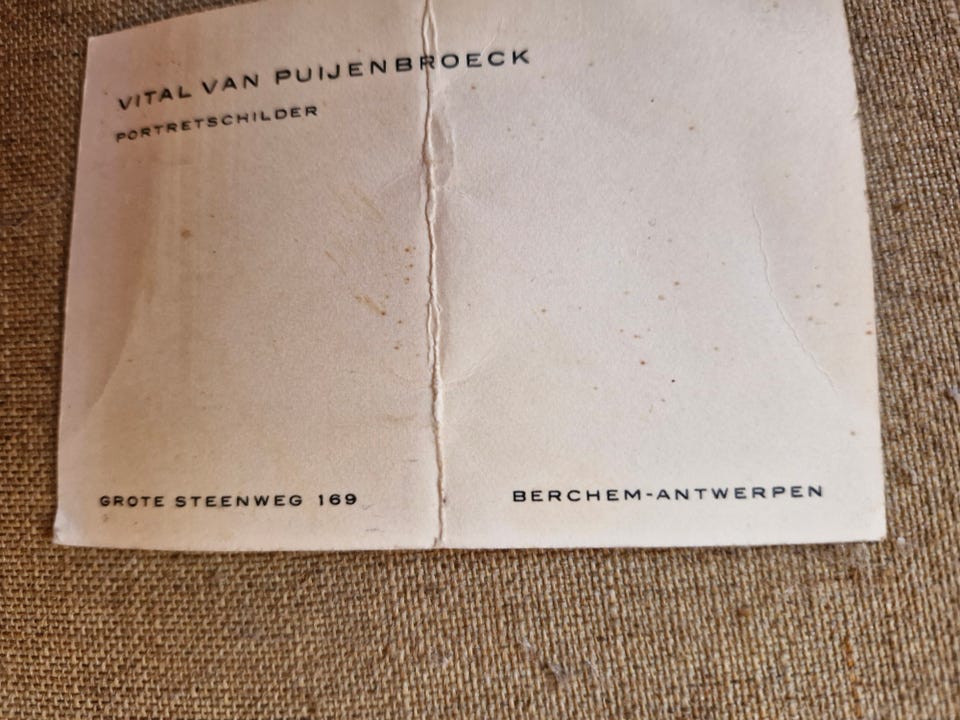 VITAL VAN PUIJENBROECK
PORTRETSCHILDER
GROTE STEENWEG 169
BERCHEM-ANTWERPEN